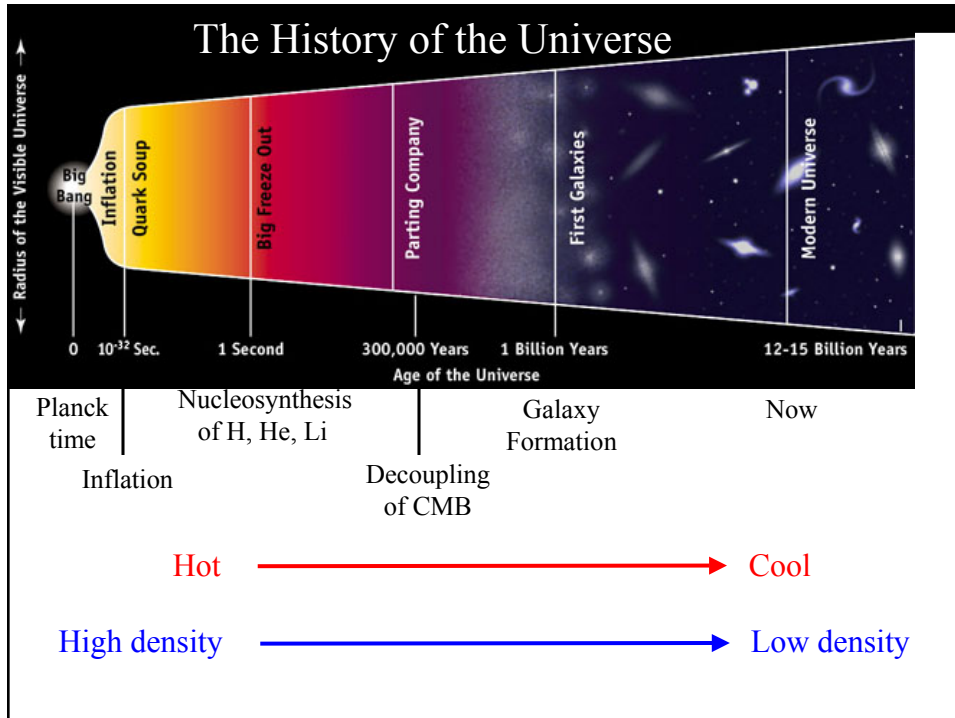 The History of the Universe
← Radius of the Visible Universe →
Big
Bang
Inflation
Quark Soup
Big Freeze Out
Parting Company
First Galaxies
Modern Universe
0
10⁻³² Sec.
1 Second
300,000 Years
1 Billion Years
12-15 Billion Years
Age of the Universe
Planck
time
Inflation
Nucleosynthesis
of H, He, Li
Decoupling
of CMB
Galaxy
Formation
Now
Hot
Cool
High density
Low density